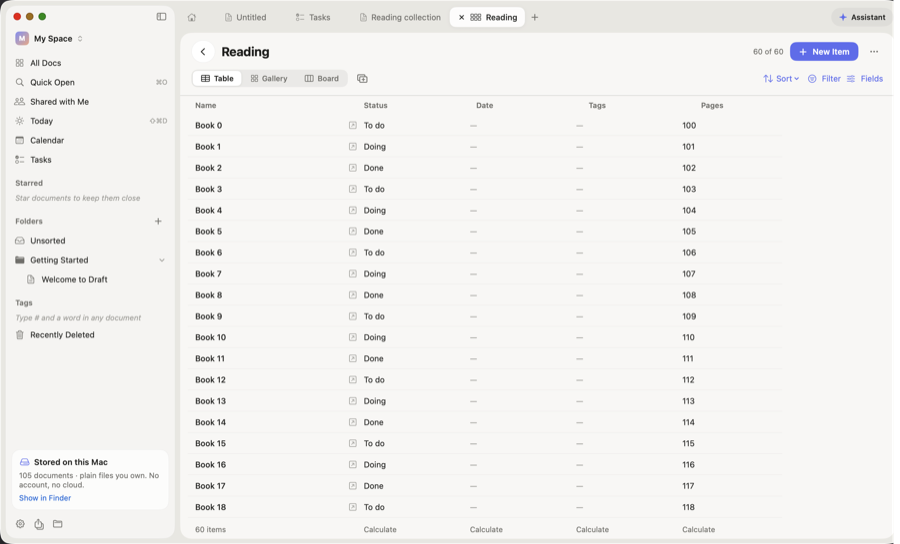 Untitled
Tasks
Reading collection
Reading
Assistant
M My Space
All Docs
Quick Open ⌘O
Shared with Me
Today ⇧⌘D
Calendar
Tasks
Starred
Star documents to keep them close
Folders
Unsorted
Getting Started
Welcome to Draft
Tags
Type # and a word in any document
Recently Deleted
Stored on this Mac
105 documents · plain files you own. No
account, no cloud.
Show in Finder
Reading
60 of 60
New Item
Table Gallery Board
Sort Filter Fields
Name Status Date Tags Pages
Book 0 To do — — 100
Book 1 Doing — — 101
Book 2 Done — — 102
Book 3 To do — — 103
Book 4 Doing — — 104
Book 5 Done — — 105
Book 6 To do — — 106
Book 7 Doing — — 107
Book 8 Done — — 108
Book 9 To do — — 109
Book 10 Doing — — 110
Book 11 Done — — 111
Book 12 To do — — 112
Book 13 Doing — — 113
Book 14 Done — — 114
Book 15 To do — — 115
Book 16 Doing — — 116
Book 17 Done — — 117
Book 18 To do — — 118
60 items Calculate Calculate Calculate Calculate